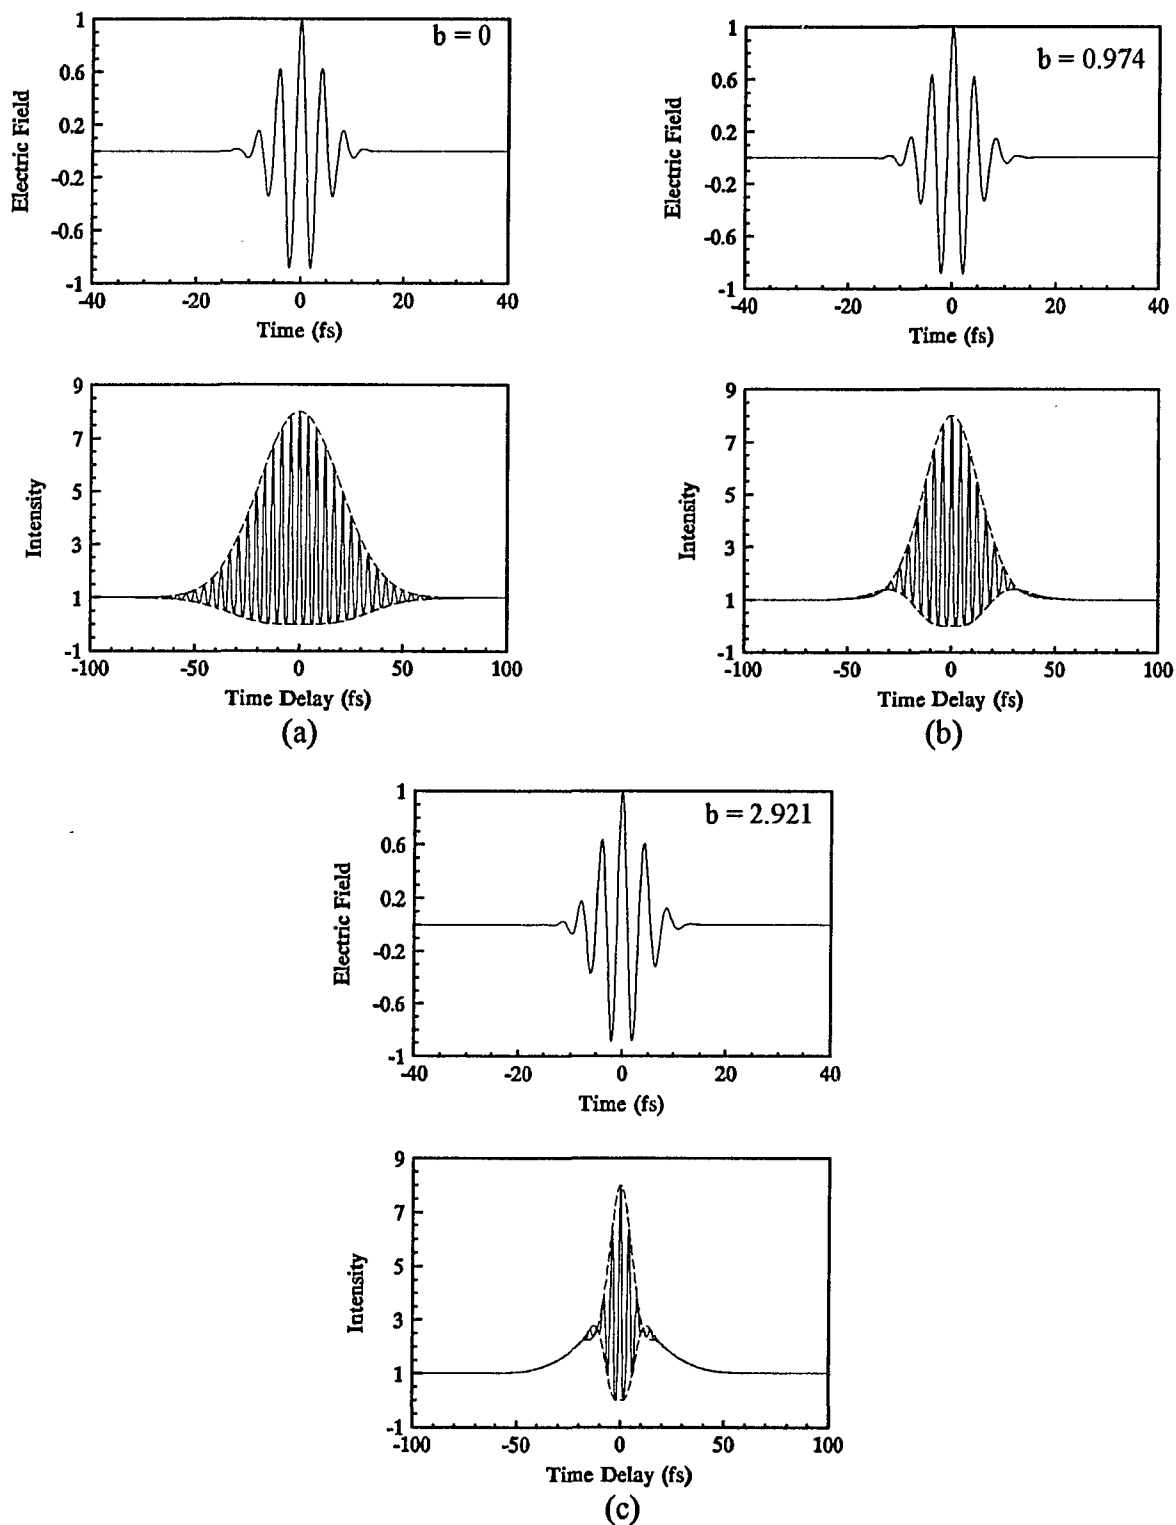 b = 0
1
0.6
0.2
-0.2
-0.6
-1
Electric Field
-40 -20 0 20 40
Time (fs)
9
7
5
3
1
-1
Intensity
-100 -50 0 50 100
Time Delay (fs)
(a)
b = 0.974
1
0.6
0.2
-0.2
-0.6
-1
Electric Field
-40 -20 0 20 40
Time (fs)
9
7
5
3
1
-1
Intensity
-100 -50 0 50 100
Time Delay (fs)
(b)
b = 2.921
1
0.6
0.2
-0.2
-0.6
-1
Electric Field
-40 -20 0 20 40
Time (fs)
9
7
5
3
1
-1
Intensity
-100 -50 0 50 100
Time Delay (fs)
(c)